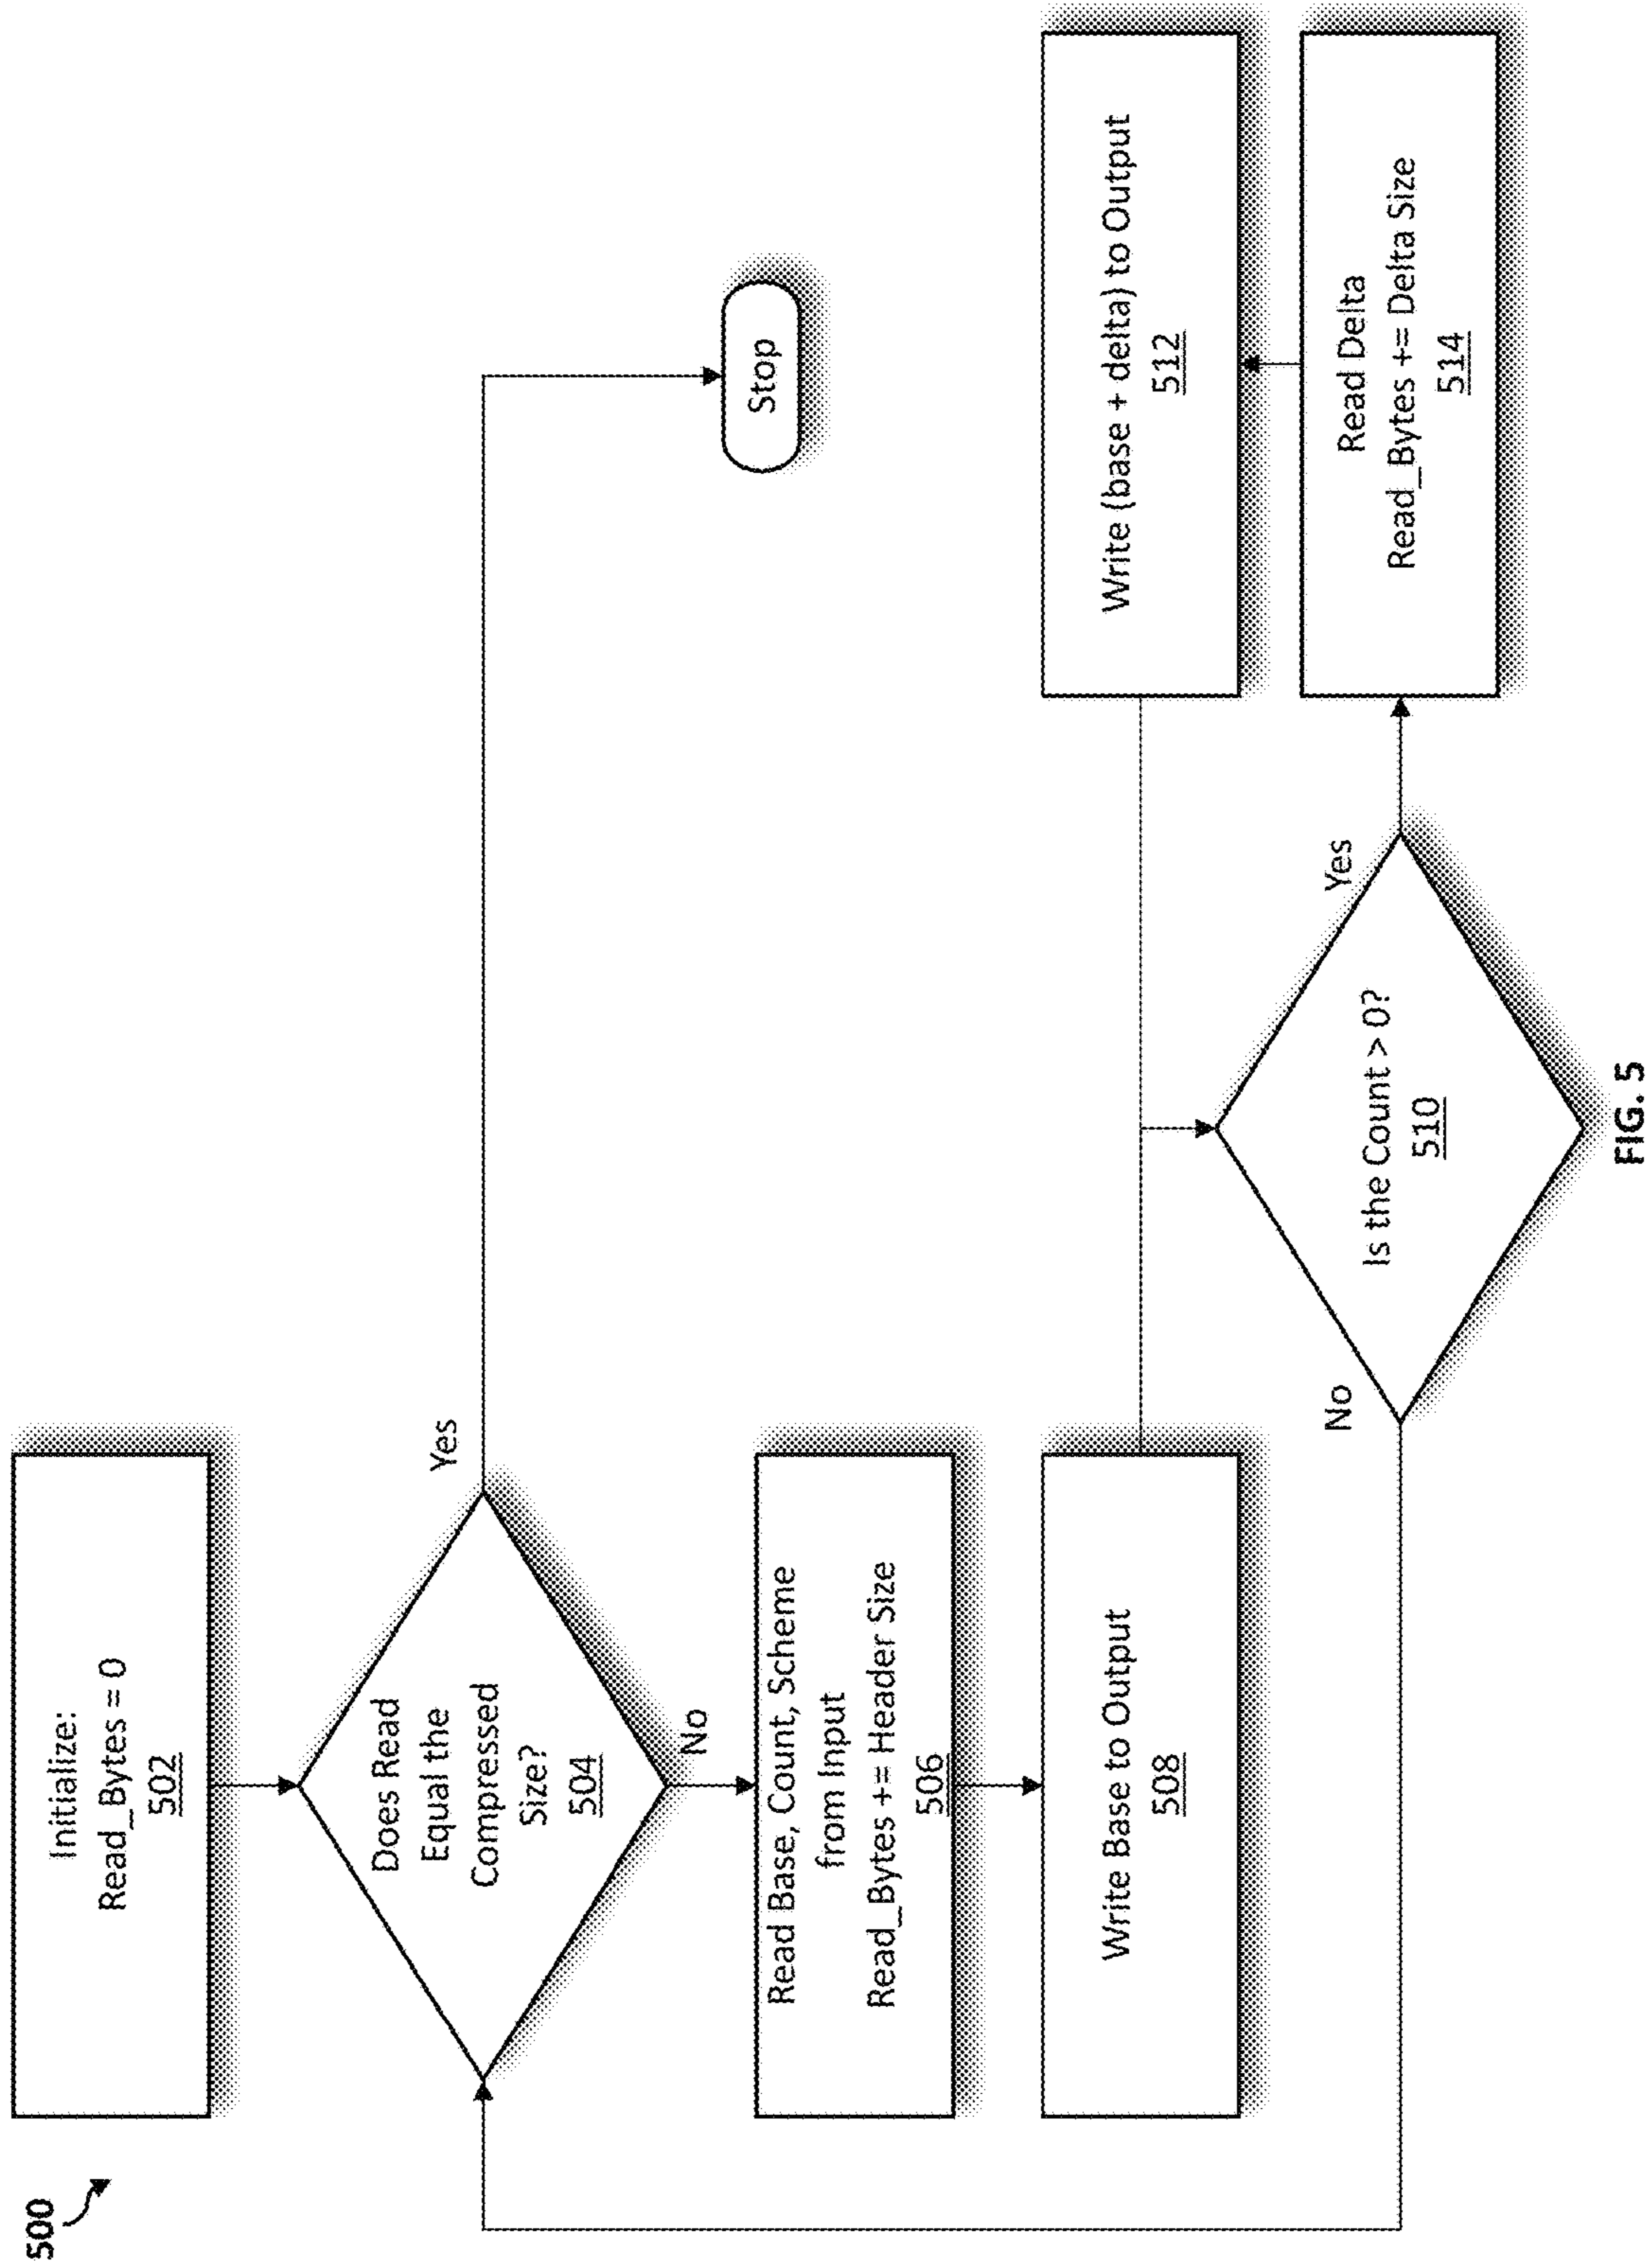 500
Initialize:
Read_Bytes = 0
502
Does Read
Equal the
Compressed
Size?
504
Yes
No
Stop
Read Base, Count, Scheme
from Input
Read_Bytes += Header Size
506
Write Base to Output
508
Write (base + delta) to Output
512
Is the Count > 0?
510
No
Yes
Read Delta
Read_Bytes += Delta Size
514
FIG. 5